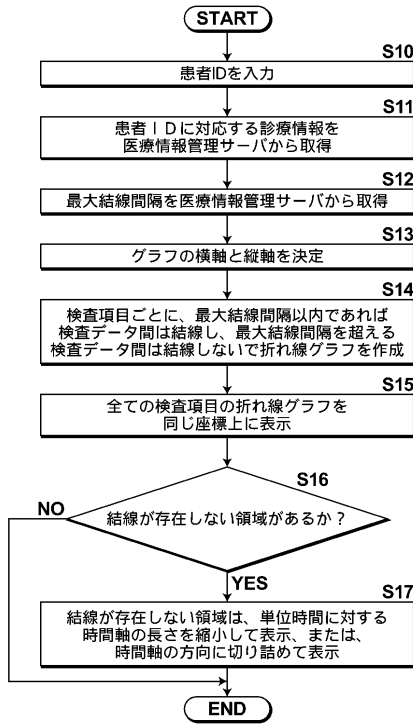 START
S10
患者IDを入力
S11
患者IDに対応する診療情報を
医療情報管理サーバから取得
S12
最大結線間隔を医療情報管理サーバから取得
S13
グラフの横軸と縦軸を決定
S14
検査項目ごとに、最大結線間隔以内であれば
検査データ間は結線し、最大結線間隔を超える
検査データ間は結線しないで折れ線グラフを作成
S15
全ての検査項目の折れ線グラフを
同じ座標上に表示
S16
結線が存在しない領域があるか？
NO
YES
S17
結線が存在しない領域は、単位時間に対する
時間軸の長さを縮小して表示、または、
時間軸の方向に切り詰めて表示
END